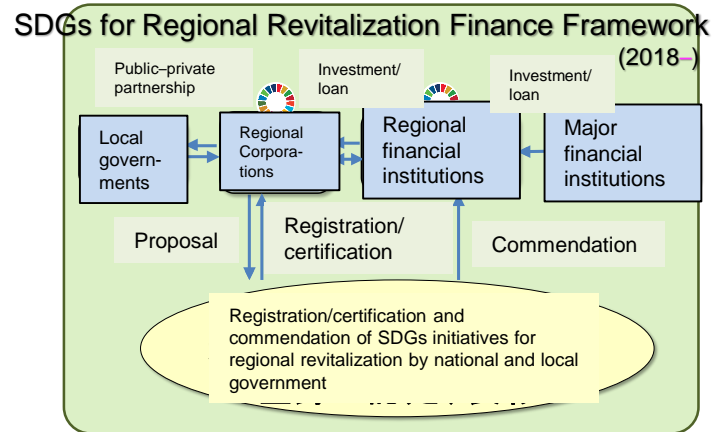 SDGs for Regional Revitalization Finance Framework
(2018–)
Public–private
partnership
Investment/
loan
Investment/
loan
Local
govern-
ments
Regional
Corpora-
tions
Regional
financial
institutions
Major
financial
institutions
Proposal
Registration/
certification
Commendation
Registration/certification and
commendation of SDGs initiatives for
regional revitalization by national and local
government